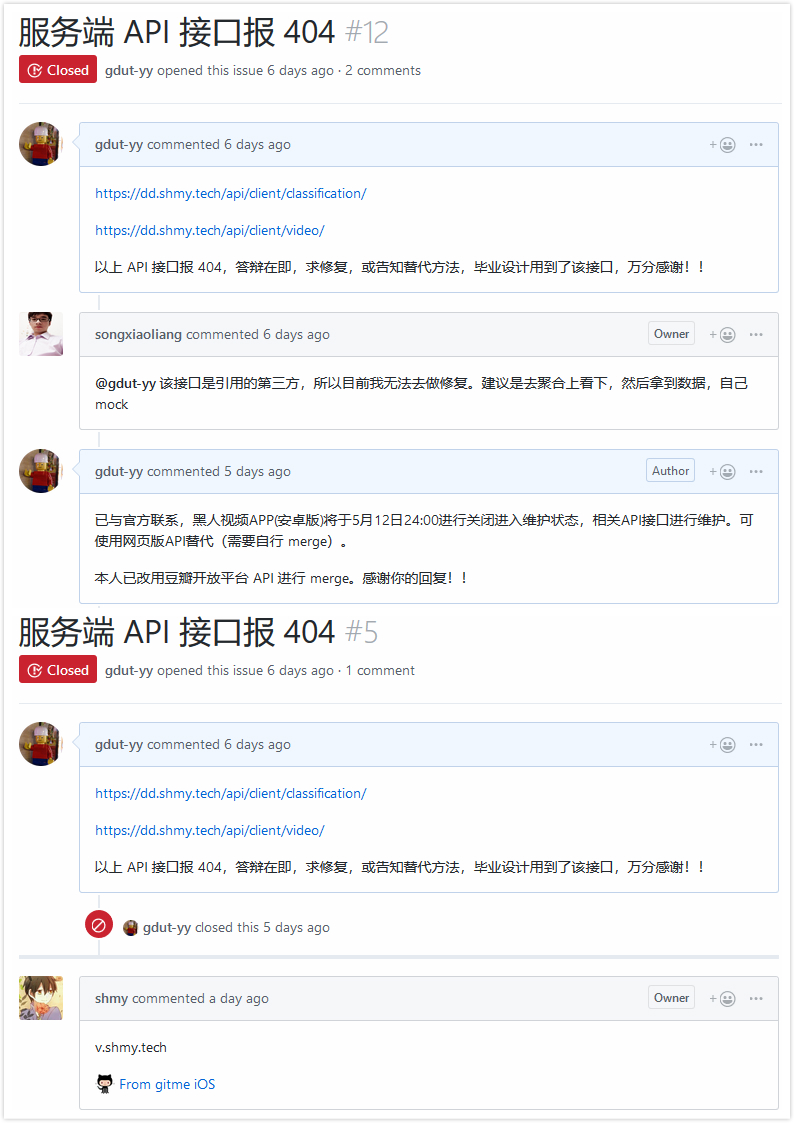 服务端 API 接口报 404 #12
Closed gdut-yy opened this issue 6 days ago · 2 comments
gdut-yy commented 6 days ago
https://dd.shmy.tech/api/client/classification/
https://dd.shmy.tech/api/client/video/
以上 API 接口报 404，答辩在即，求修复，或告知替代方法，毕业设计用到了该接口，万分感谢！！
songxiaoliang commented 6 days ago Owner
@gdut-yy 该接口是引用的第三方，所以目前我无法去做修复。建议是去聚合上看下，然后拿到数据，自己
mock
gdut-yy commented 5 days ago Author
已与官方联系，黑人视频APP(安卓版)将于5月12日24:00进行关闭进入维护状态，相关API接口进行维护。可
使用网页版API替代（需要自行 merge）。
本人已改用豆瓣开放平台 API 进行 merge。感谢你的回复！！
服务端 API 接口报 404 #5
Closed gdut-yy opened this issue 6 days ago · 1 comment
gdut-yy commented 6 days ago
https://dd.shmy.tech/api/client/classification/
https://dd.shmy.tech/api/client/video/
以上 API 接口报 404，答辩在即，求修复，或告知替代方法，毕业设计用到了该接口，万分感谢！！
gdut-yy closed this 5 days ago
shmy commented a day ago Owner
v.shmy.tech
From gitme iOS